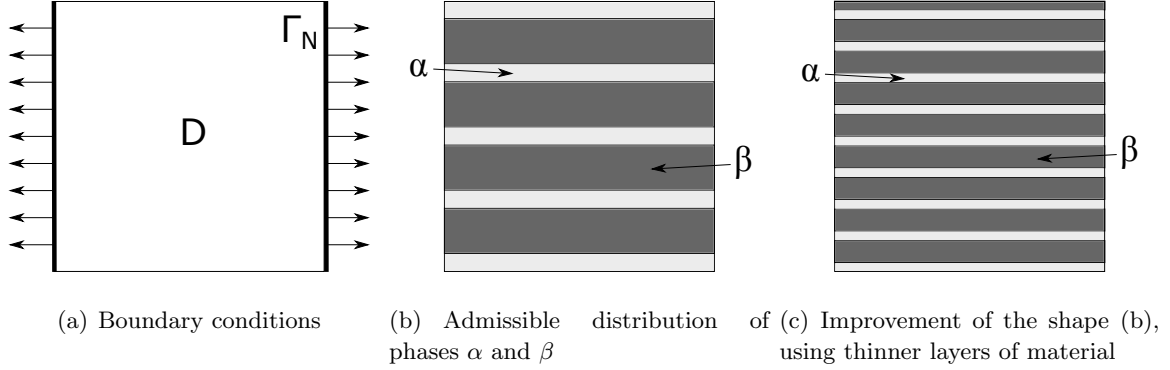 Γ_N
D
α
β
α
β
(a) Boundary conditions
(b) Admissible distribution of
phases α and β
(c) Improvement of the shape (b),
using thinner layers of material